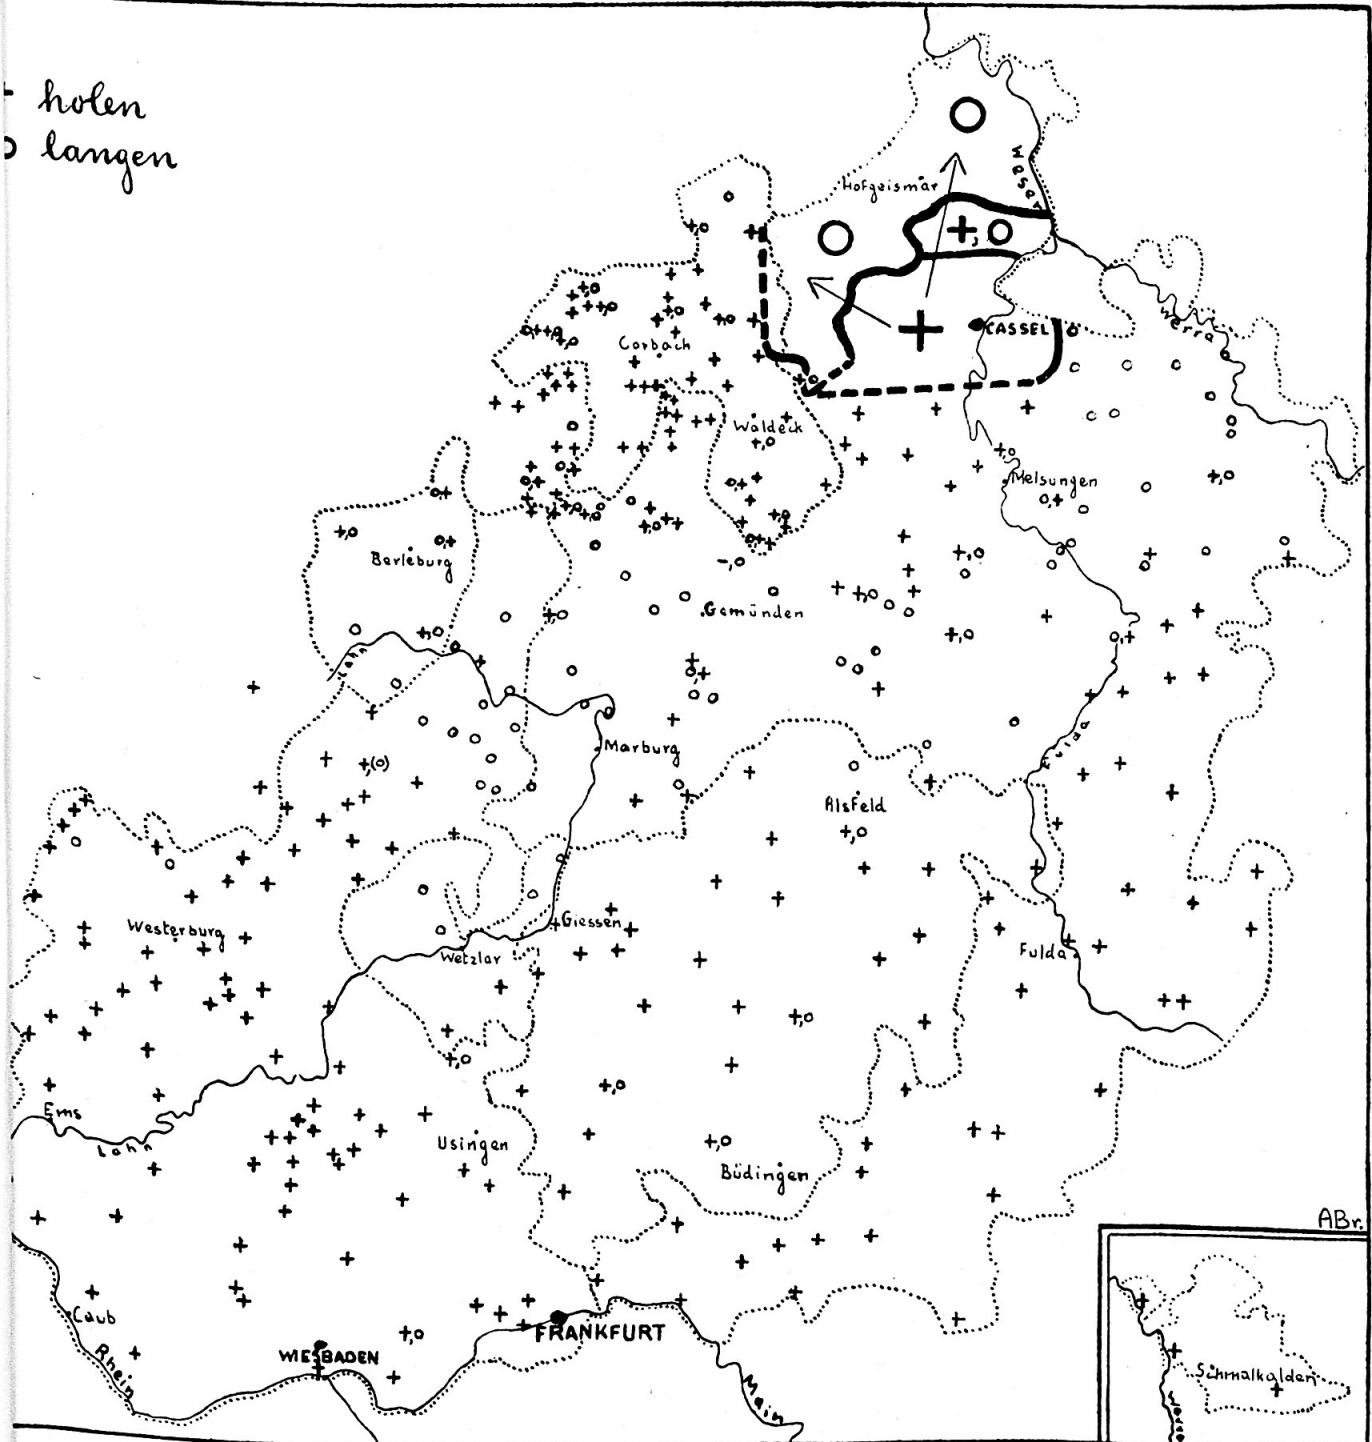 + holen
o langen
Weser
Hofgeismar
+, O
CASSEL
Werra
Corbach
Waldeck
Melsungen
Berleburg
Gemünden
Lahn
Marburg
Fulda
+,(o)
Alsfeld
Westerburg
Giessen
Wetzlar
Fulda
Ems
Lahn
Usingen
Büdingen
ABr.
Caub
FRANKFURT
WIESBADEN
Rhein
Main
Schmalkalden
Werra